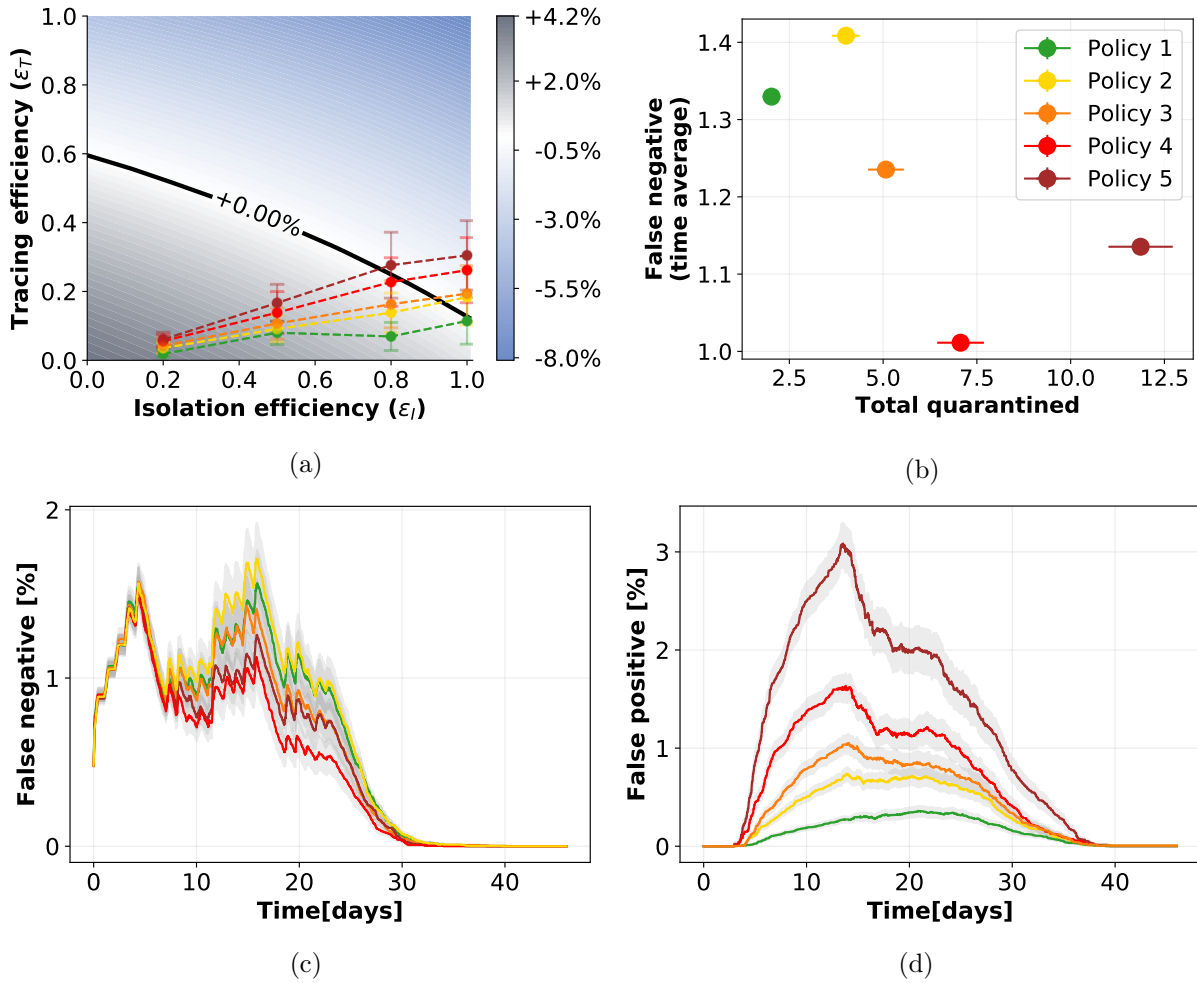 Tracing efficiency (ε_T)
1.0
0.8
0.6
0.4
0.2
0.0
+0.00%
0.0 0.2 0.4 0.6 0.8 1.0
Isolation efficiency (ε_I)
+4.2%
+2.0%
-0.5%
-3.0%
-5.5%
-8.0%
(a)
False negative
(time average)
1.4
1.3
1.2
1.1
1.0
Policy 1
Policy 2
Policy 3
Policy 4
Policy 5
2.5 5.0 7.5 10.0 12.5
Total quarantined
(b)
False negative [%]
2
1
0
0 10 20 30 40
Time[days]
(c)
False positive [%]
3
2
1
0
0 10 20 30 40
Time[days]
(d)